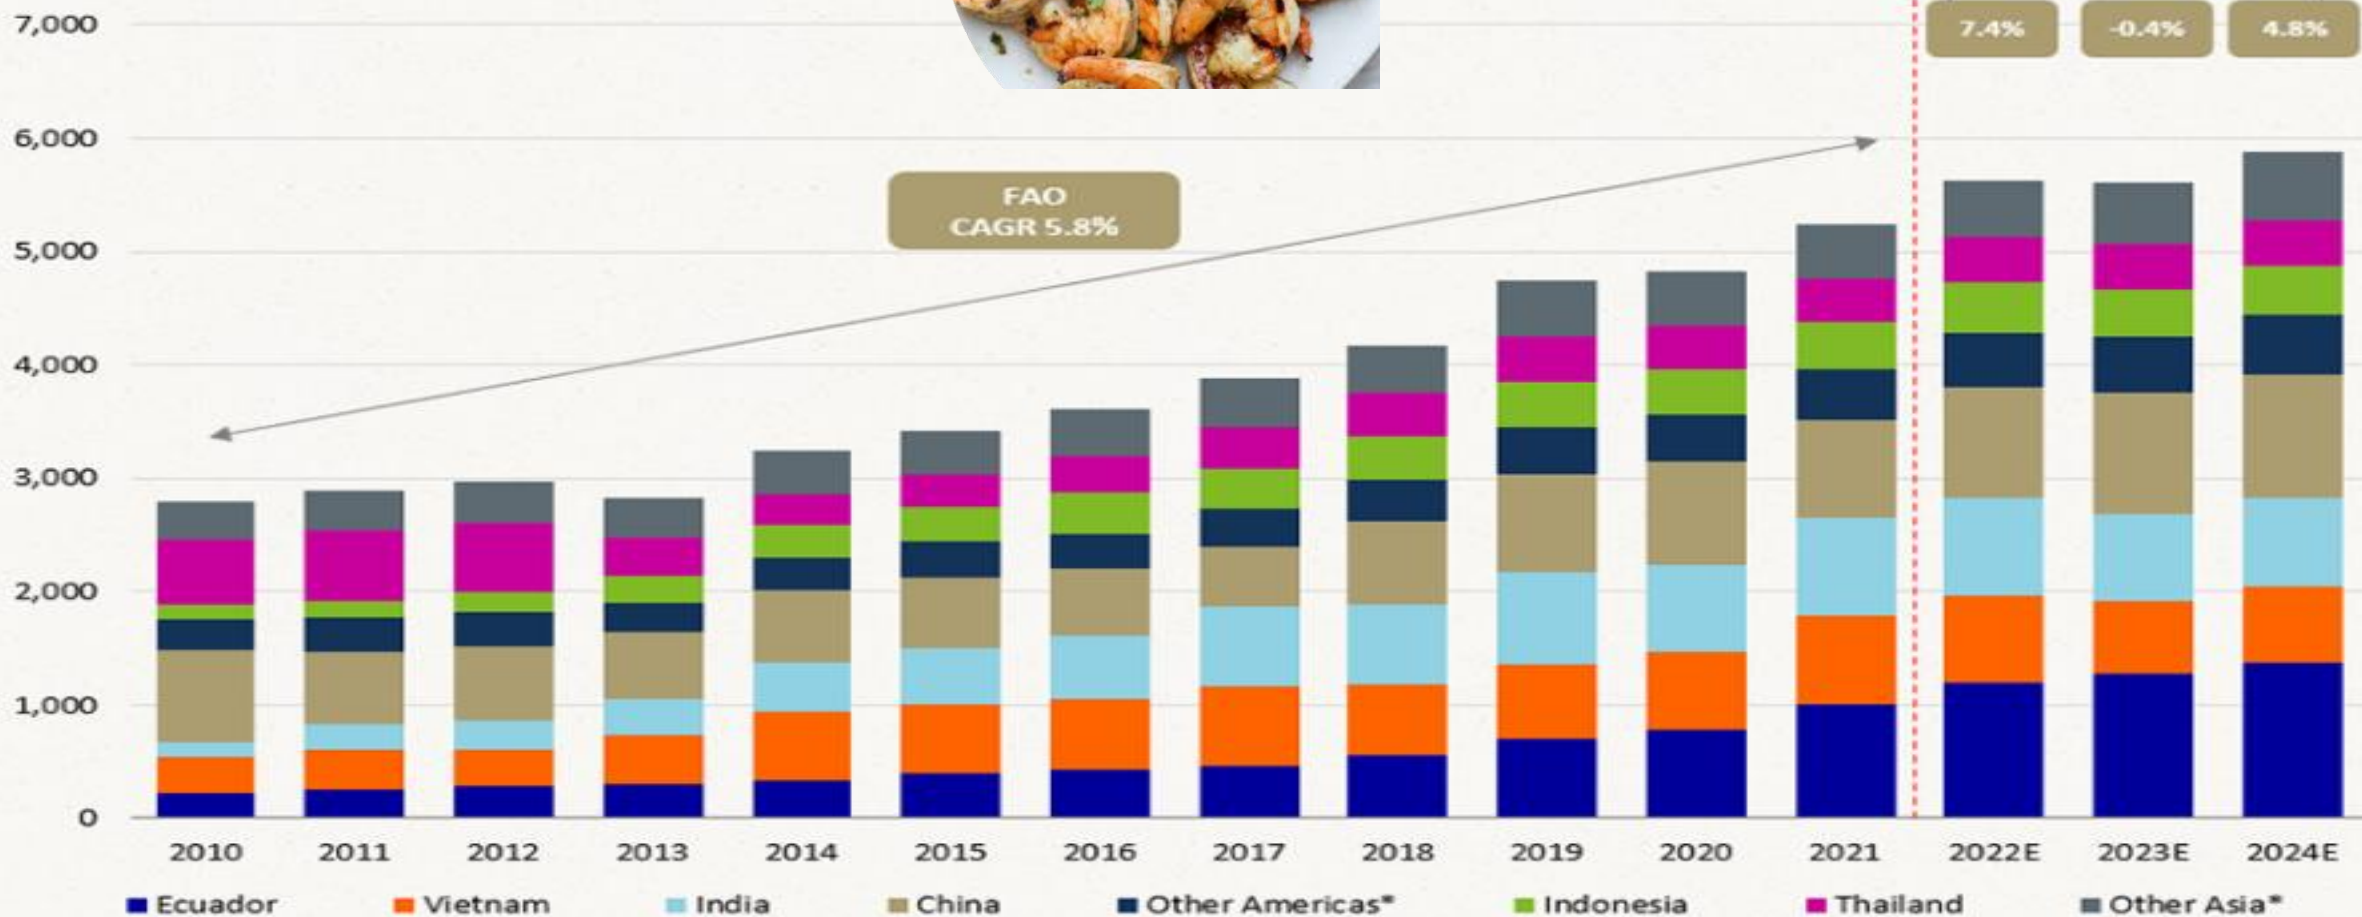 7,000
7.4% -0.4% 4.8%
6,000
FAO
CAGR 5.8%
5,000
4,000
3,000
2,000
1,000
0
2010 2011 2012 2013 2014 2015 2016 2017 2018 2019 2020 2021 2022E 2023E 2024E
Ecuador Vietnam India China Other Americas* Indonesia Thailand Other Asia*